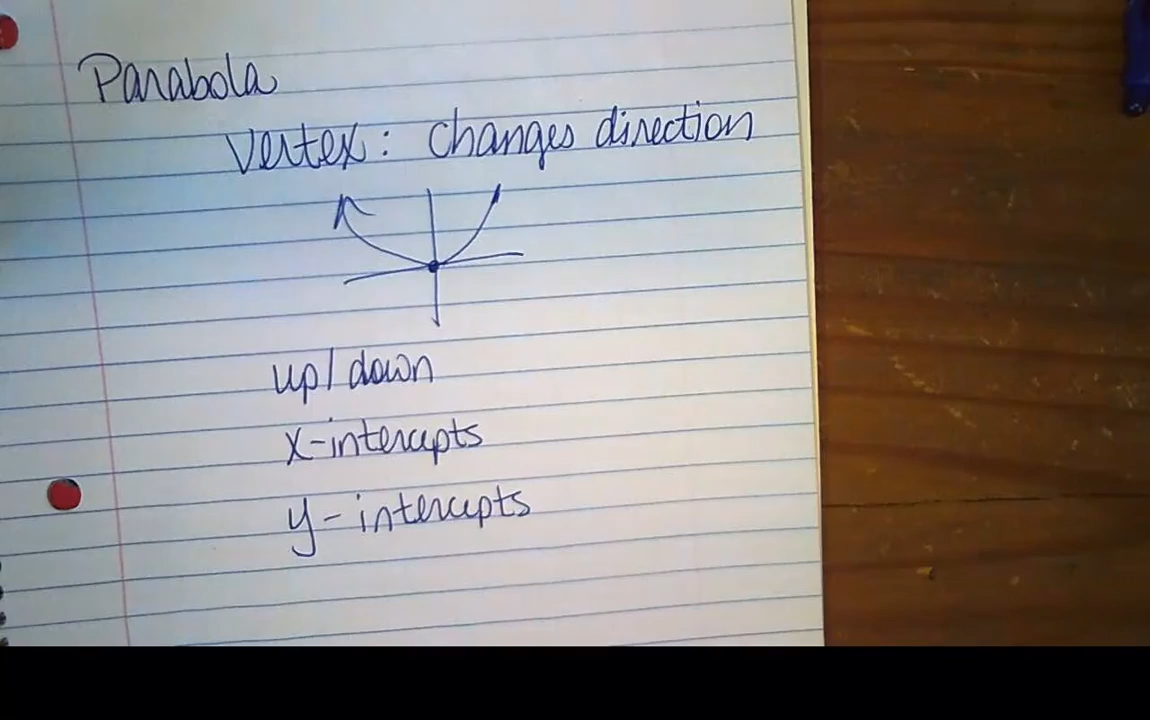 Parabola
Vertex: Changes direction
up/down
x-intercepts
y-intercepts